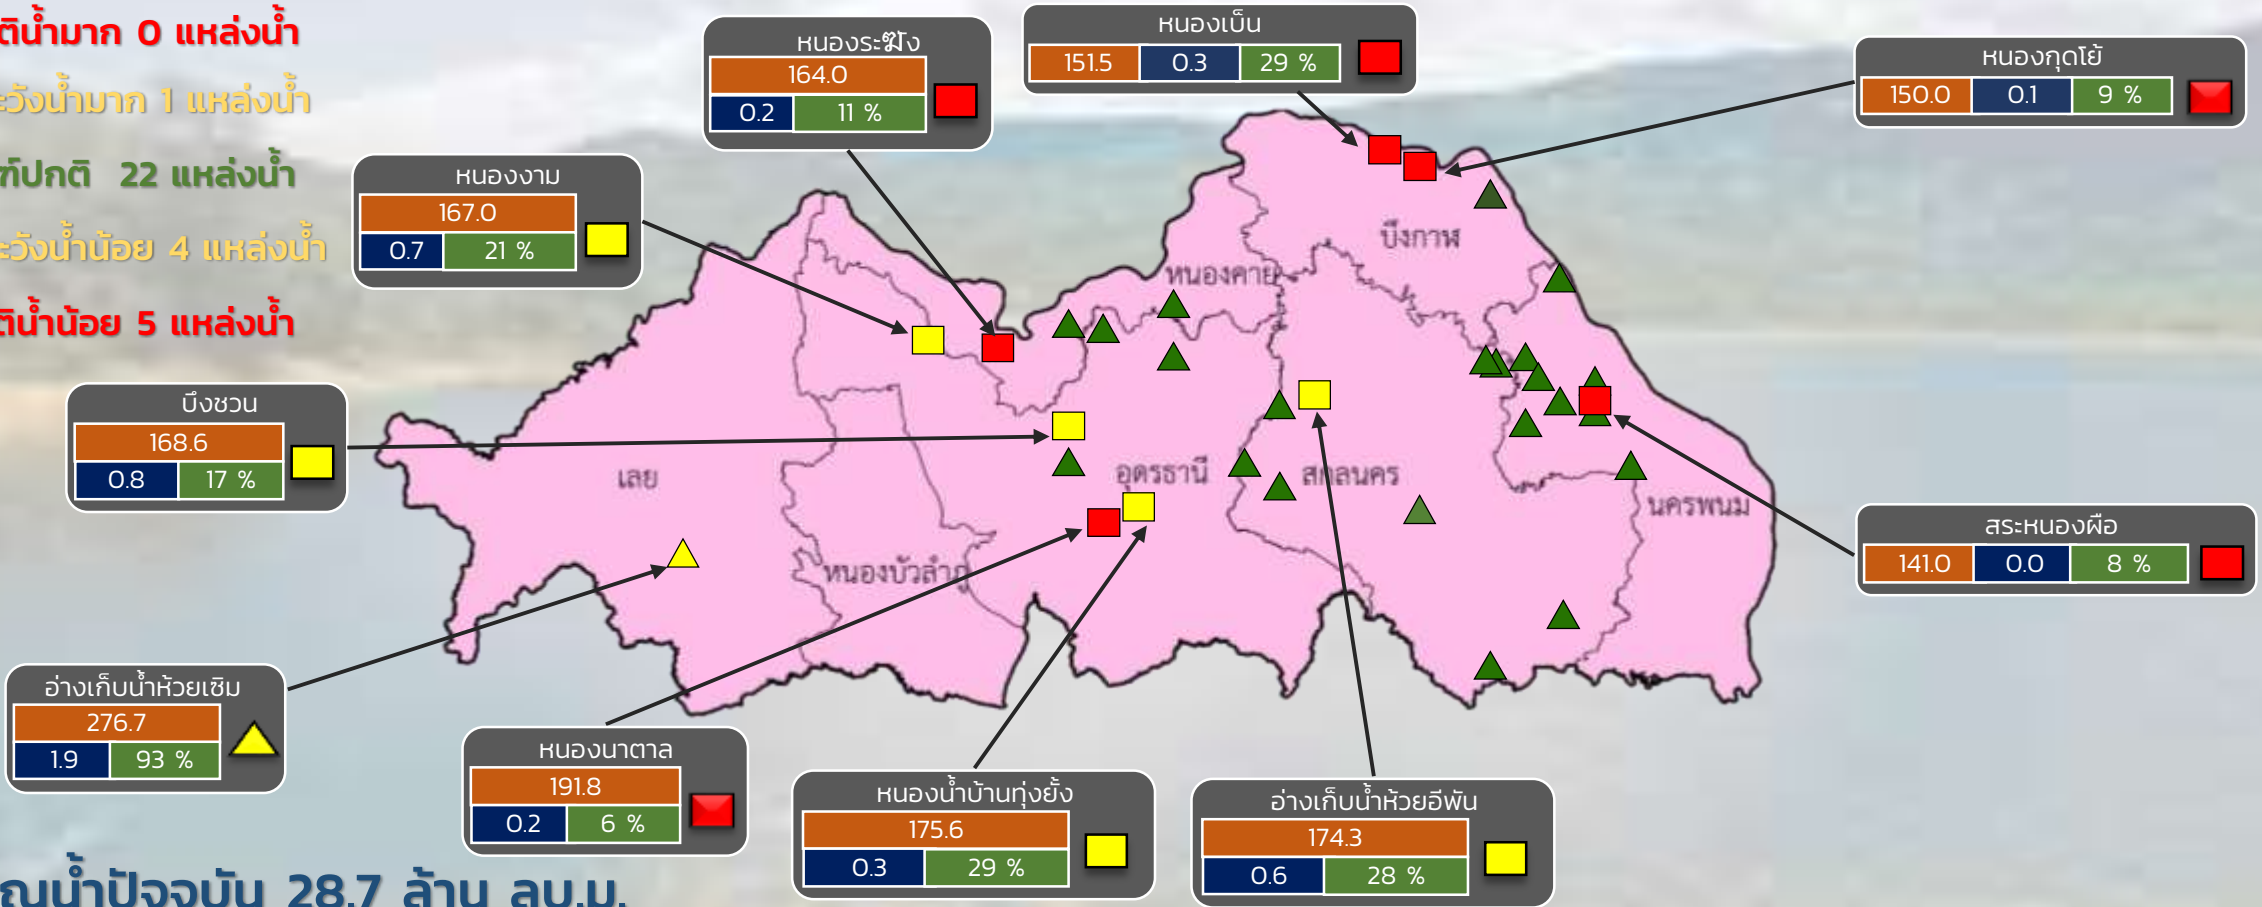 ติน้ำมาก 0 แหล่งน้ำ
ะวังน้ำมาก 1 แหล่งน้ำ
ฑ์ปกติ 22 แหล่งน้ำ
ะวังน้ำน้อย 4 แหล่งน้ำ
ติน้ำน้อย 5 แหล่งน้ำ
หนองระฆัง
164.0
0.2 11 %
หนองเบ็น
151.5 0.3 29 %
หนองกุดโย้
150.0 0.1 9 %
หนองงาม
167.0
0.7 21 %
บึงชวน
168.6
0.8 17 %
บึงกาฬ
หนองคาย
เลย
อุดรธานี
สกลนคร
นครพนม
หนองบัวลำภู
สระหนองผือ
141.0 0.0 8 %
อ่างเก็บน้ำห้วยเซิม
276.7
1.9 93 %
หนองนาตาล
191.8
0.2 6 %
หนองน้ำบ้านทุ่งยั้ง
175.6
0.3 29 %
อ่างเก็บน้ำห้วยอีพัน
174.3
0.6 28 %
ณน้ำปัจจุบัน 28.7 ล้าน ลบ.ม.